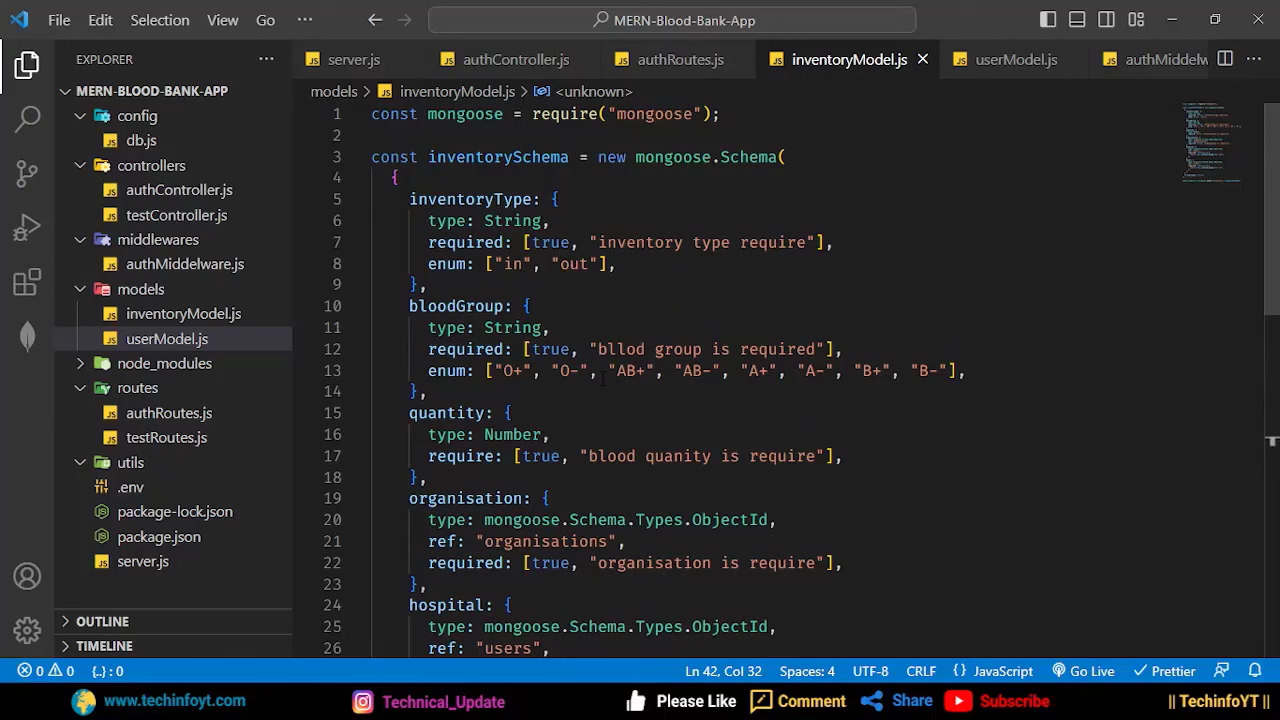 File Edit Selection View Go ··· MERN-Blood-Bank-App
EXPLORER ···
server.js authController.js authRoutes.js inventoryModel.js userModel.js authMiddelw ···
MERN-BLOOD-BANK-APP
config
db.js
controllers
authController.js
testController.js
middlewares
authMiddelware.js
models
inventoryModel.js
userModel.js
node_modules
routes
authRoutes.js
testRoutes.js
utils
.env
package-lock.json
package.json
server.js
OUTLINE
TIMELINE
models > inventoryModel.js > <unknown>
1 const mongoose = require("mongoose");
2
3 const inventorySchema = new mongoose.Schema(
4 {
5 inventoryType: {
6 type: String,
7 required: [true, "inventory type require"],
8 enum: ["in", "out"],
9 },
10 bloodGroup: {
11 type: String,
12 required: [true, "bllod group is required"],
13 enum: ["O+", "O-", "AB+", "AB-", "A+", "A-", "B+", "B-"],
14 },
15 quantity: {
16 type: Number,
17 require: [true, "blood quanity is require"],
18 },
19 organisation: {
20 type: mongoose.Schema.Types.ObjectId,
21 ref: "organisations",
22 required: [true, "organisation is require"],
23 },
24 hospital: {
25 type: mongoose.Schema.Types.ObjectId,
26 ref: "users",
0 0 {..} : 0 Ln 42, Col 32 Spaces: 4 UTF-8 CRLF {} JavaScript Go Live Prettier
www.techinfoyt.com Technical_Update Please Like Comment Share Subscribe || TechinfoYT ||